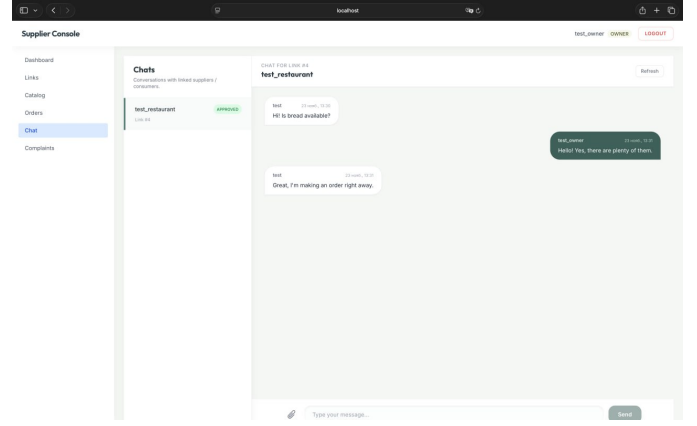 localhost
Supplier Console
test_owner OWNER LOGOUT
Dashboard
Links
Catalog
Orders
Chat
Complaints
Chats
Conversations with linked suppliers /
consumers.
test_restaurant APPROVED
Link #4
CHAT FOR LINK #4
test_restaurant
Refresh
test
Hi! Is bread available?
test_owner
Hello! Yes, there are plenty of them.
test
Great, I'm making an order right away.
Type your message...
Send